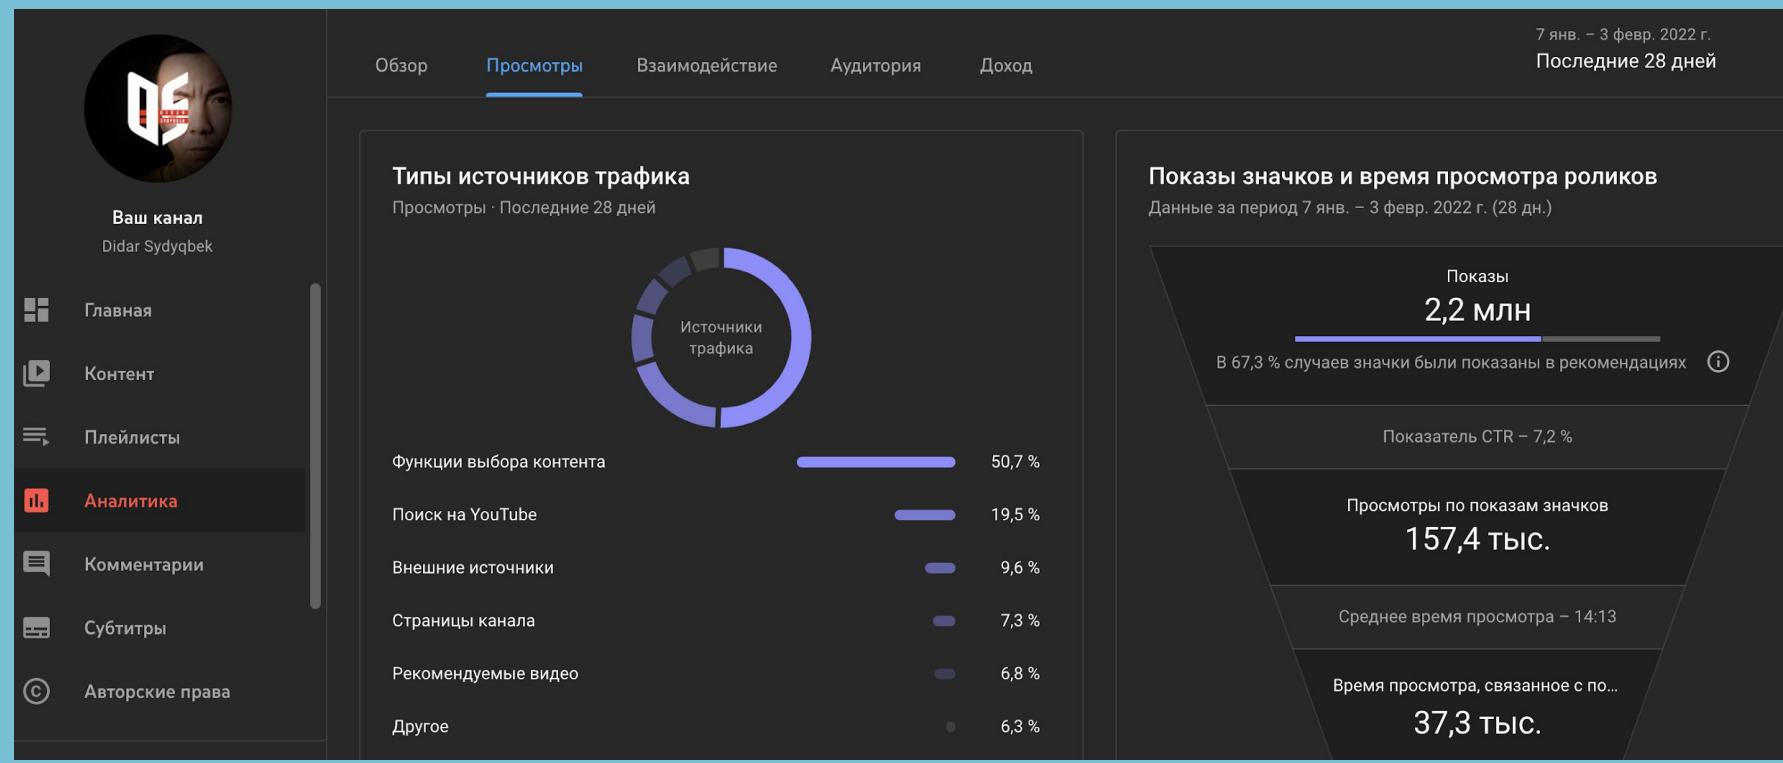 Ваш канал
Didar Sydyqbek
Главная
Контент
Плейлисты
Аналитика
Комментарии
Субтитры
Авторские права
Обзор
Просмотры
Взаимодействие
Аудитория
Доход
7 янв. – 3 февр. 2022 г.
Последние 28 дней
Типы источников трафика
Просмотры · Последние 28 дней
Источники
трафика
Функции выбора контента 50,7 %
Поиск на YouTube 19,5 %
Внешние источники 9,6 %
Страницы канала 7,3 %
Рекомендуемые видео 6,8 %
Другое 6,3 %
Показы значков и время просмотра роликов
Данные за период 7 янв. – 3 февр. 2022 г. (28 дн.)
Показы
2,2 млн
В 67,3 % случаев значки были показаны в рекомендациях
Показатель CTR – 7,2 %
Просмотры по показам значков
157,4 тыс.
Среднее время просмотра – 14:13
Время просмотра, связанное с по...
37,3 тыс.